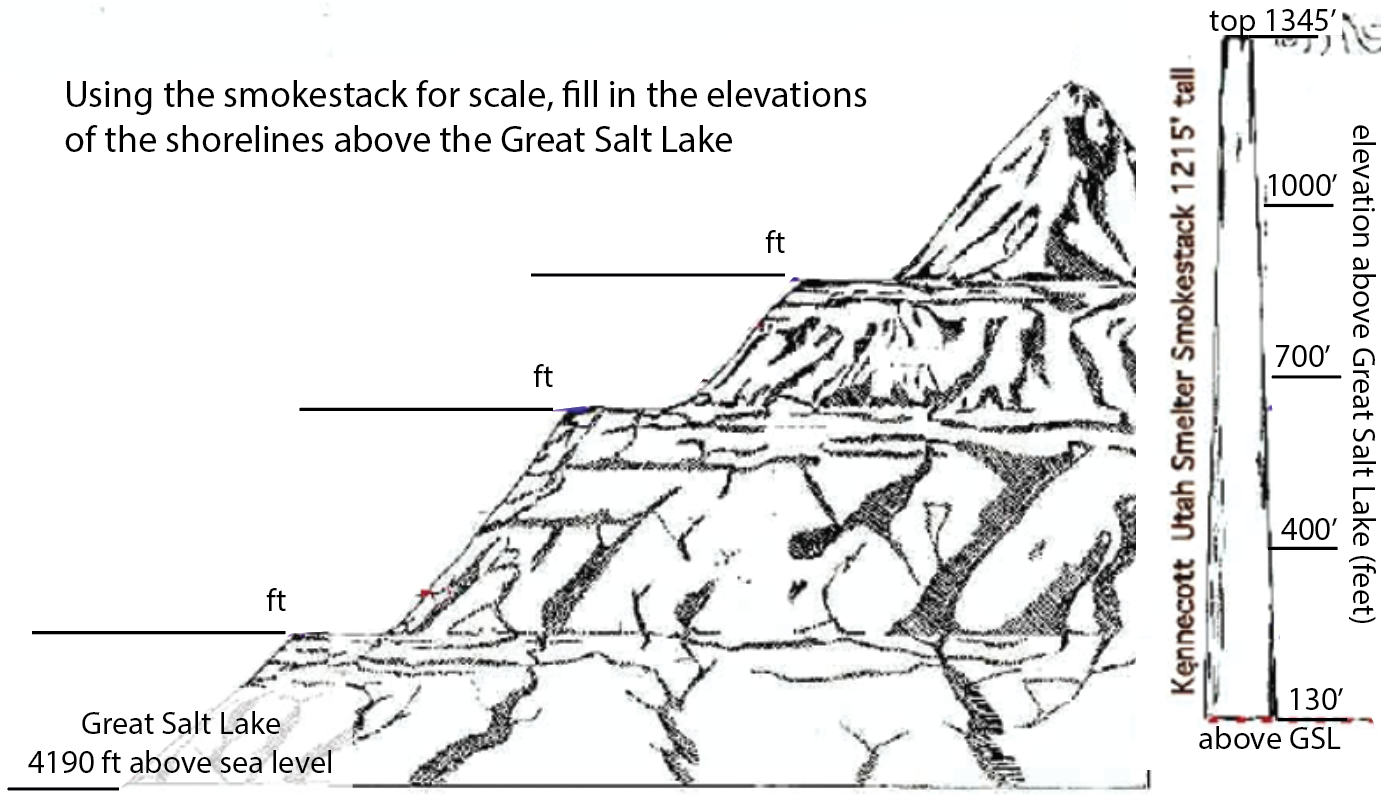 Using the smokestack for scale, fill in the elevations
of the shorelines above the Great Salt Lake
ft
ft
ft
Great Salt Lake
4190 ft above sea level
Kennecott Utah Smelter Smokestack 1215' tall
top 1345’
1000’
700’
400’
130’
above GSL
elevation above Great Salt Lake (feet)